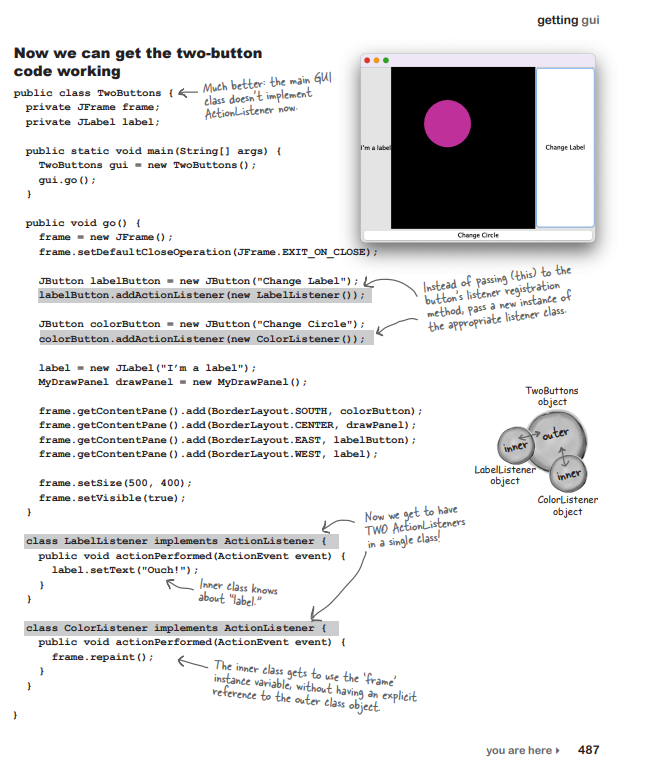 getting gui
Now we can get the two-button
code working
public class TwoButtons {
private JFrame frame;
private JLabel label;
Much better: the main GUI
class doesn't implement
ActionListener now.
public static void main(String[] args) {
TwoButtons gui = new TwoButtons();
gui.go();
}
I'm a label
Change Label
Change Circle
public void go() {
frame = new JFrame();
frame.setDefaultCloseOperation(JFrame.EXIT_ON_CLOSE);
JButton labelButton = new JButton("Change Label");
labelButton.addActionListener(new LabelListener());
JButton colorButton = new JButton("Change Circle");
colorButton.addActionListener(new ColorListener());
Instead of passing (this) to the
button's listener registration
method, pass a new instance of
the appropriate listener class.
label = new JLabel("I'm a label");
MyDrawPanel drawPanel = new MyDrawPanel();
frame.getContentPane().add(BorderLayout.SOUTH, colorButton);
frame.getContentPane().add(BorderLayout.CENTER, drawPanel);
frame.getContentPane().add(BorderLayout.EAST, labelButton);
frame.getContentPane().add(BorderLayout.WEST, label);
frame.setSize(500, 400);
frame.setVisible(true);
}
TwoButtons
object
outer
inner
LabelListener
object
inner
ColorListener
object
class LabelListener implements ActionListener {
public void actionPerformed(ActionEvent event) {
label.setText("Ouch!");
}
}
Now we get to have
TWO ActionListeners
in a single class!
Inner class knows
about "label."
class ColorListener implements ActionListener {
public void actionPerformed(ActionEvent event) {
frame.repaint();
}
}
The inner class gets to use the 'frame'
instance variable, without having an explicit
reference to the outer class object.
}
you are here
487